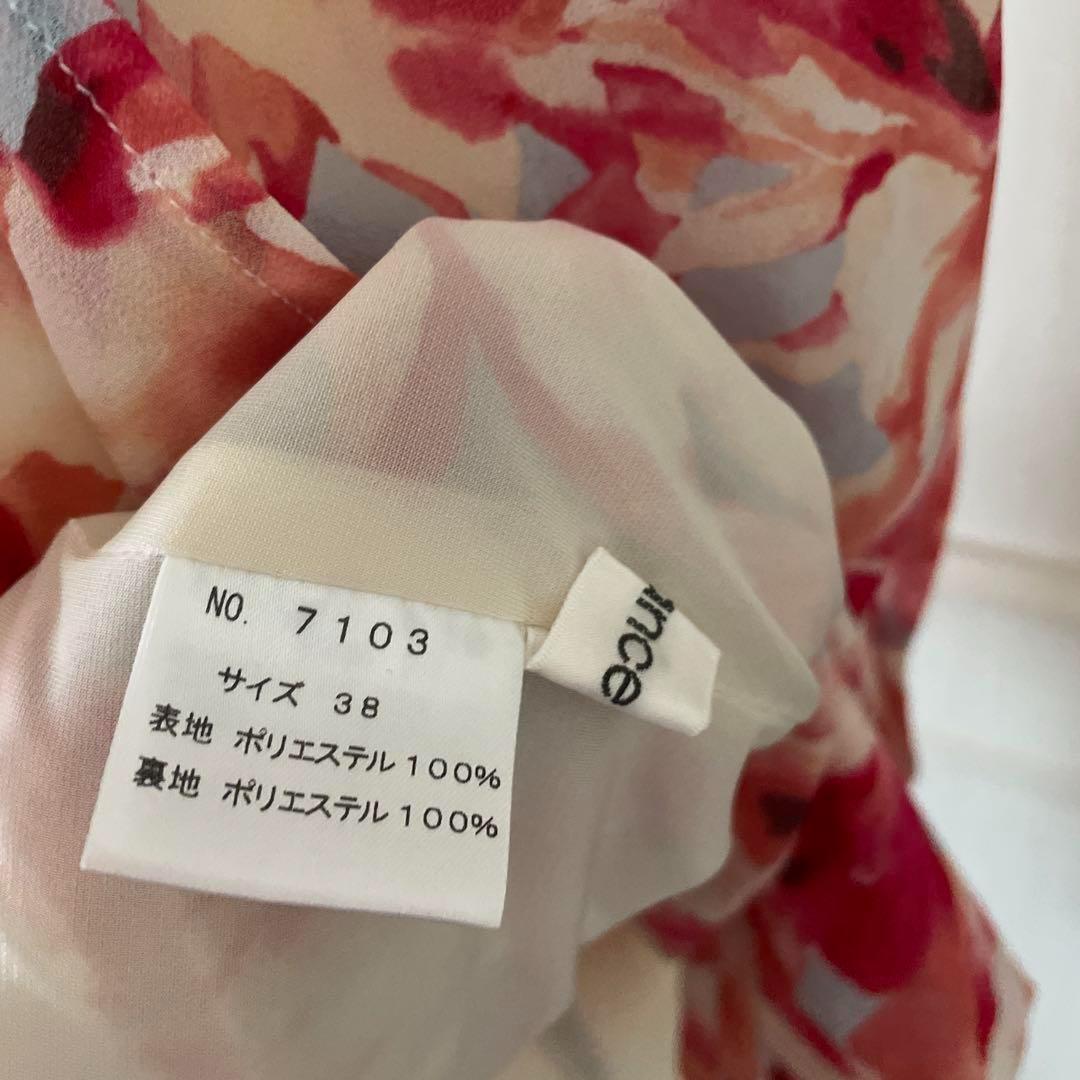 NO. 7103
サイズ 38
表地 ポリエステル100%
裏地 ポリエステル100%